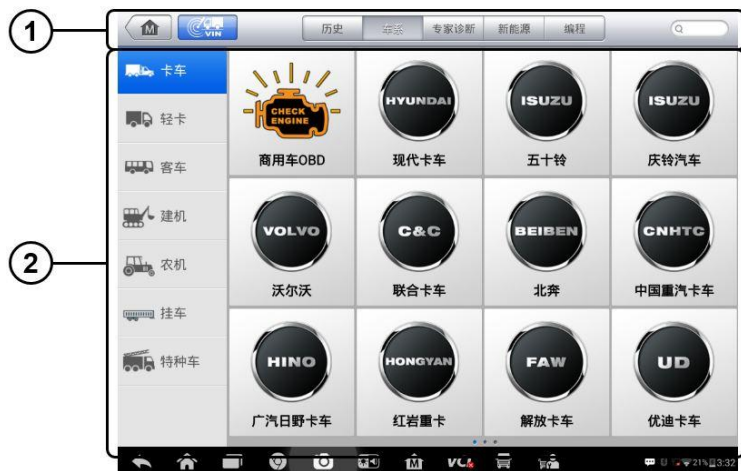 1
VIN
历史 车系 专家诊断 新能源 编程
2
卡车
轻卡
客车
建机
农机
挂车
特种车
CHECK
ENGINE
商用车OBD
HYUNDAI
现代卡车
ISUZU
五十铃
ISUZU
庆铃汽车
VOLVO
沃尔沃
C&C
联合卡车
BEIBEN
北奔
CNHTC
中国重汽卡车
HINO
广汽日野卡车
HONGYAN
红岩重卡
FAW
解放卡车
UD
优迪卡车
M
VCI
21% 3:32